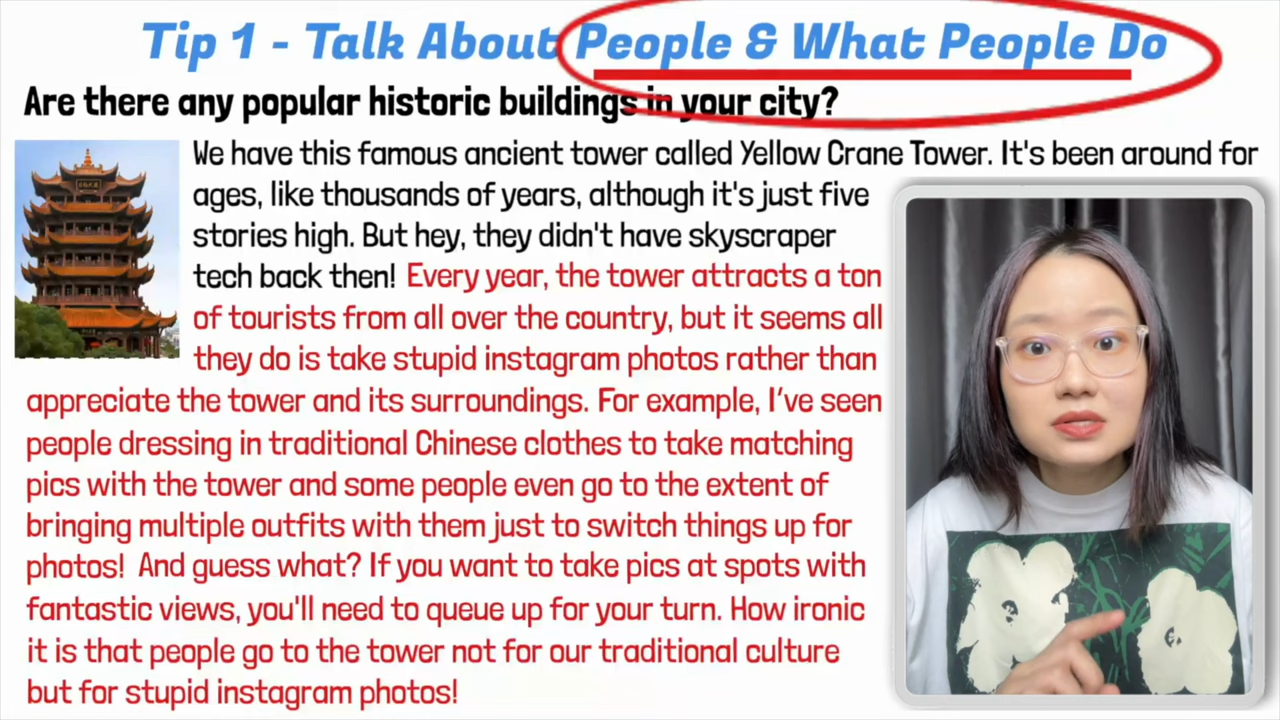 Tip 1 - Talk About People & What People Do
Are there any popular historic buildings in your city?
We have this famous ancient tower called Yellow Crane Tower. It's been around for
ages, like thousands of years, although it's just five
stories high. But hey, they didn't have skyscraper
tech back then! Every year, the tower attracts a ton
of tourists from all over the country, but it seems all
they do is take stupid instagram photos rather than
appreciate the tower and its surroundings. For example, I've seen
people dressing in traditional Chinese clothes to take matching
pics with the tower and some people even go to the extent of
bringing multiple outfits with them just to switch things up for
photos! And guess what? If you want to take pics at spots with
fantastic views, you'll need to queue up for your turn. How ironic
it is that people go to the tower not for our traditional culture
but for stupid instagram photos!